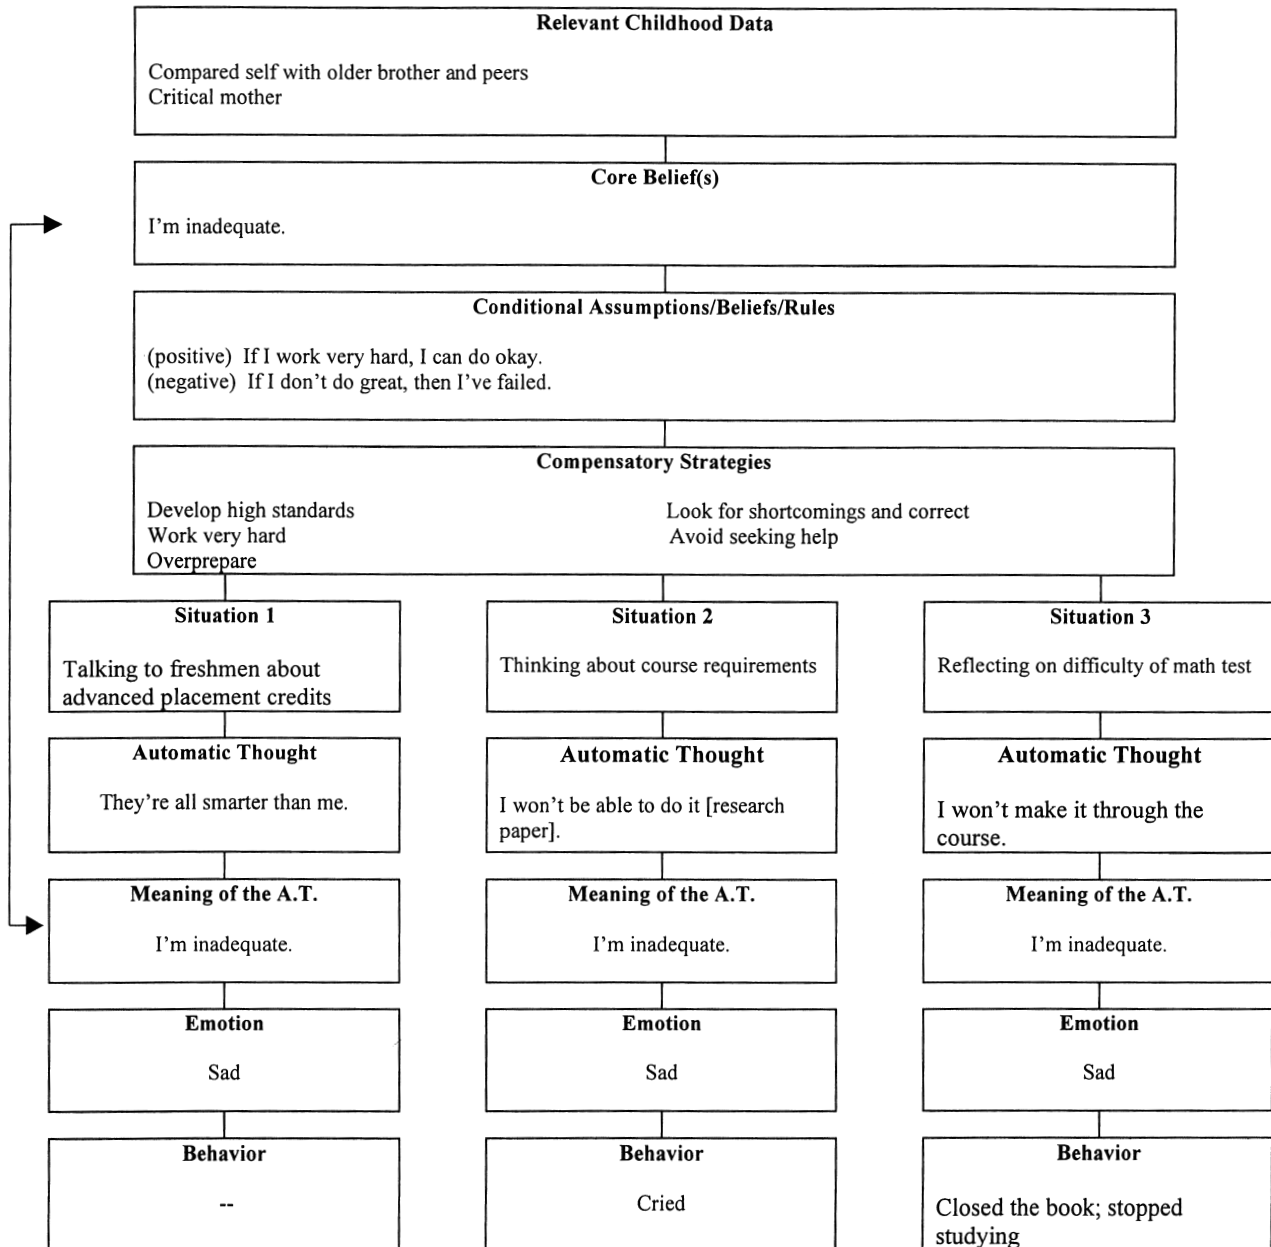 Relevant Childhood Data
Compared self with older brother and peers
Critical mother
Core Belief(s)
I'm inadequate.
Conditional Assumptions/Beliefs/Rules
(positive) If I work very hard, I can do okay.
(negative) If I don't do great, then I've failed.
Compensatory Strategies
Develop high standards
Work very hard
Overprepare
Look for shortcomings and correct
Avoid seeking help
Situation 1
Talking to freshmen about
advanced placement credits
Automatic Thought
They're all smarter than me.
Meaning of the A.T.
I'm inadequate.
Emotion
Sad
Behavior
--
Situation 2
Thinking about course requirements
Automatic Thought
I won't be able to do it [research
paper].
Meaning of the A.T.
I'm inadequate.
Emotion
Sad
Behavior
Cried
Situation 3
Reflecting on difficulty of math test
Automatic Thought
I won't make it through the
course.
Meaning of the A.T.
I'm inadequate.
Emotion
Sad
Behavior
Closed the book; stopped
studying